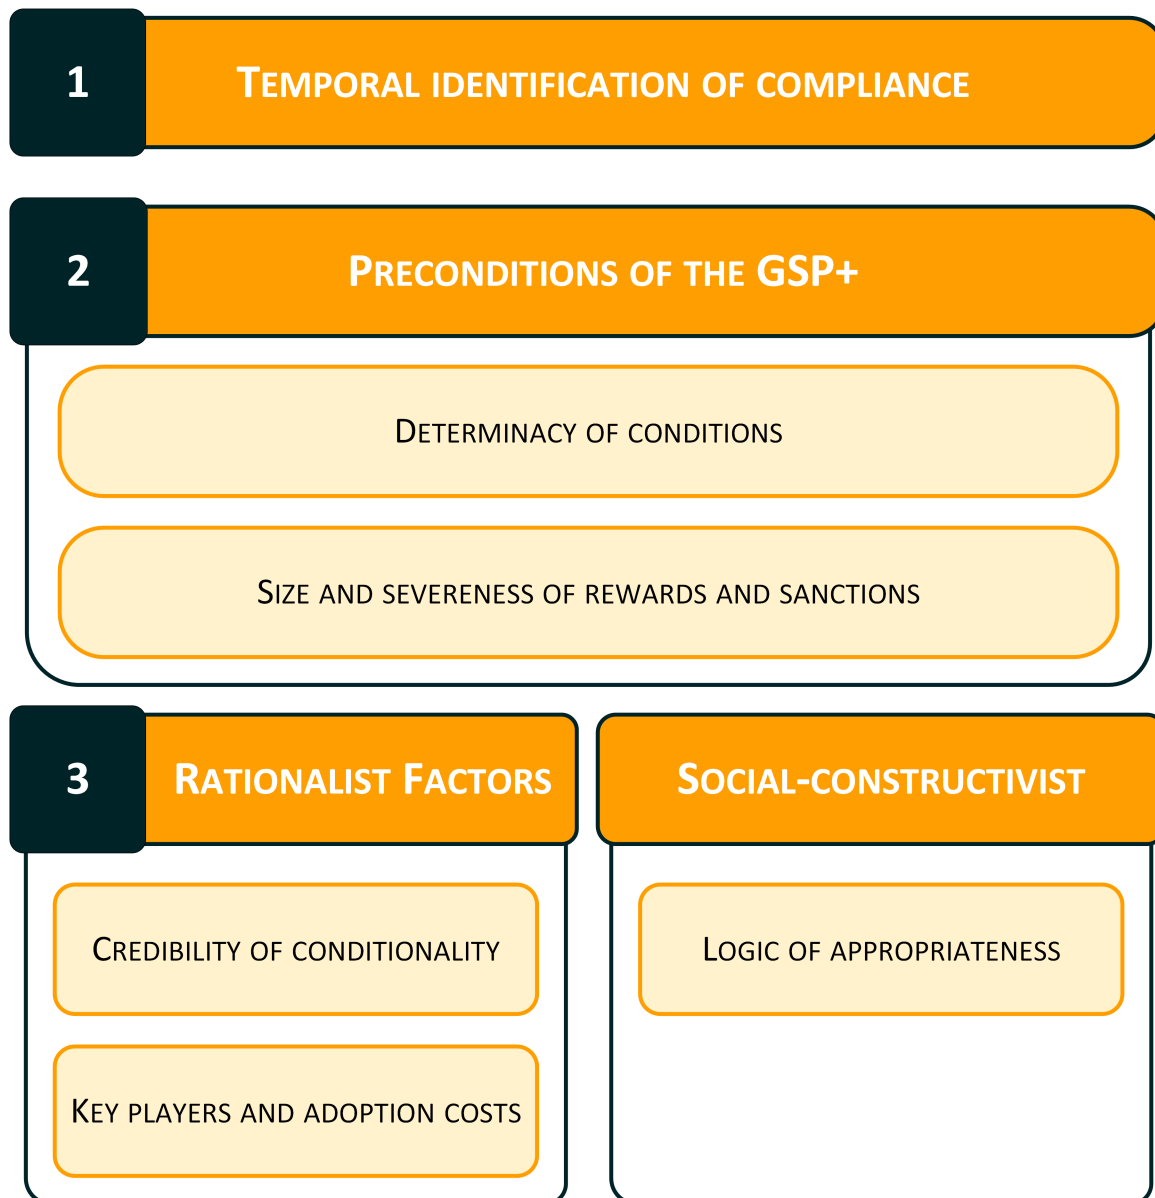 1
TEMPORAL IDENTIFICATION OF COMPLIANCE
2
PRECONDITIONS OF THE GSP+
DETERMINACY OF CONDITIONS
SIZE AND SEVERENESS OF REWARDS AND SANCTIONS
3
RATIONALIST FACTORS
SOCIAL-CONSTRUCTIVIST
CREDIBILITY OF CONDITIONALITY
LOGIC OF APPROPRIATENESS
KEY PLAYERS AND ADOPTION COSTS